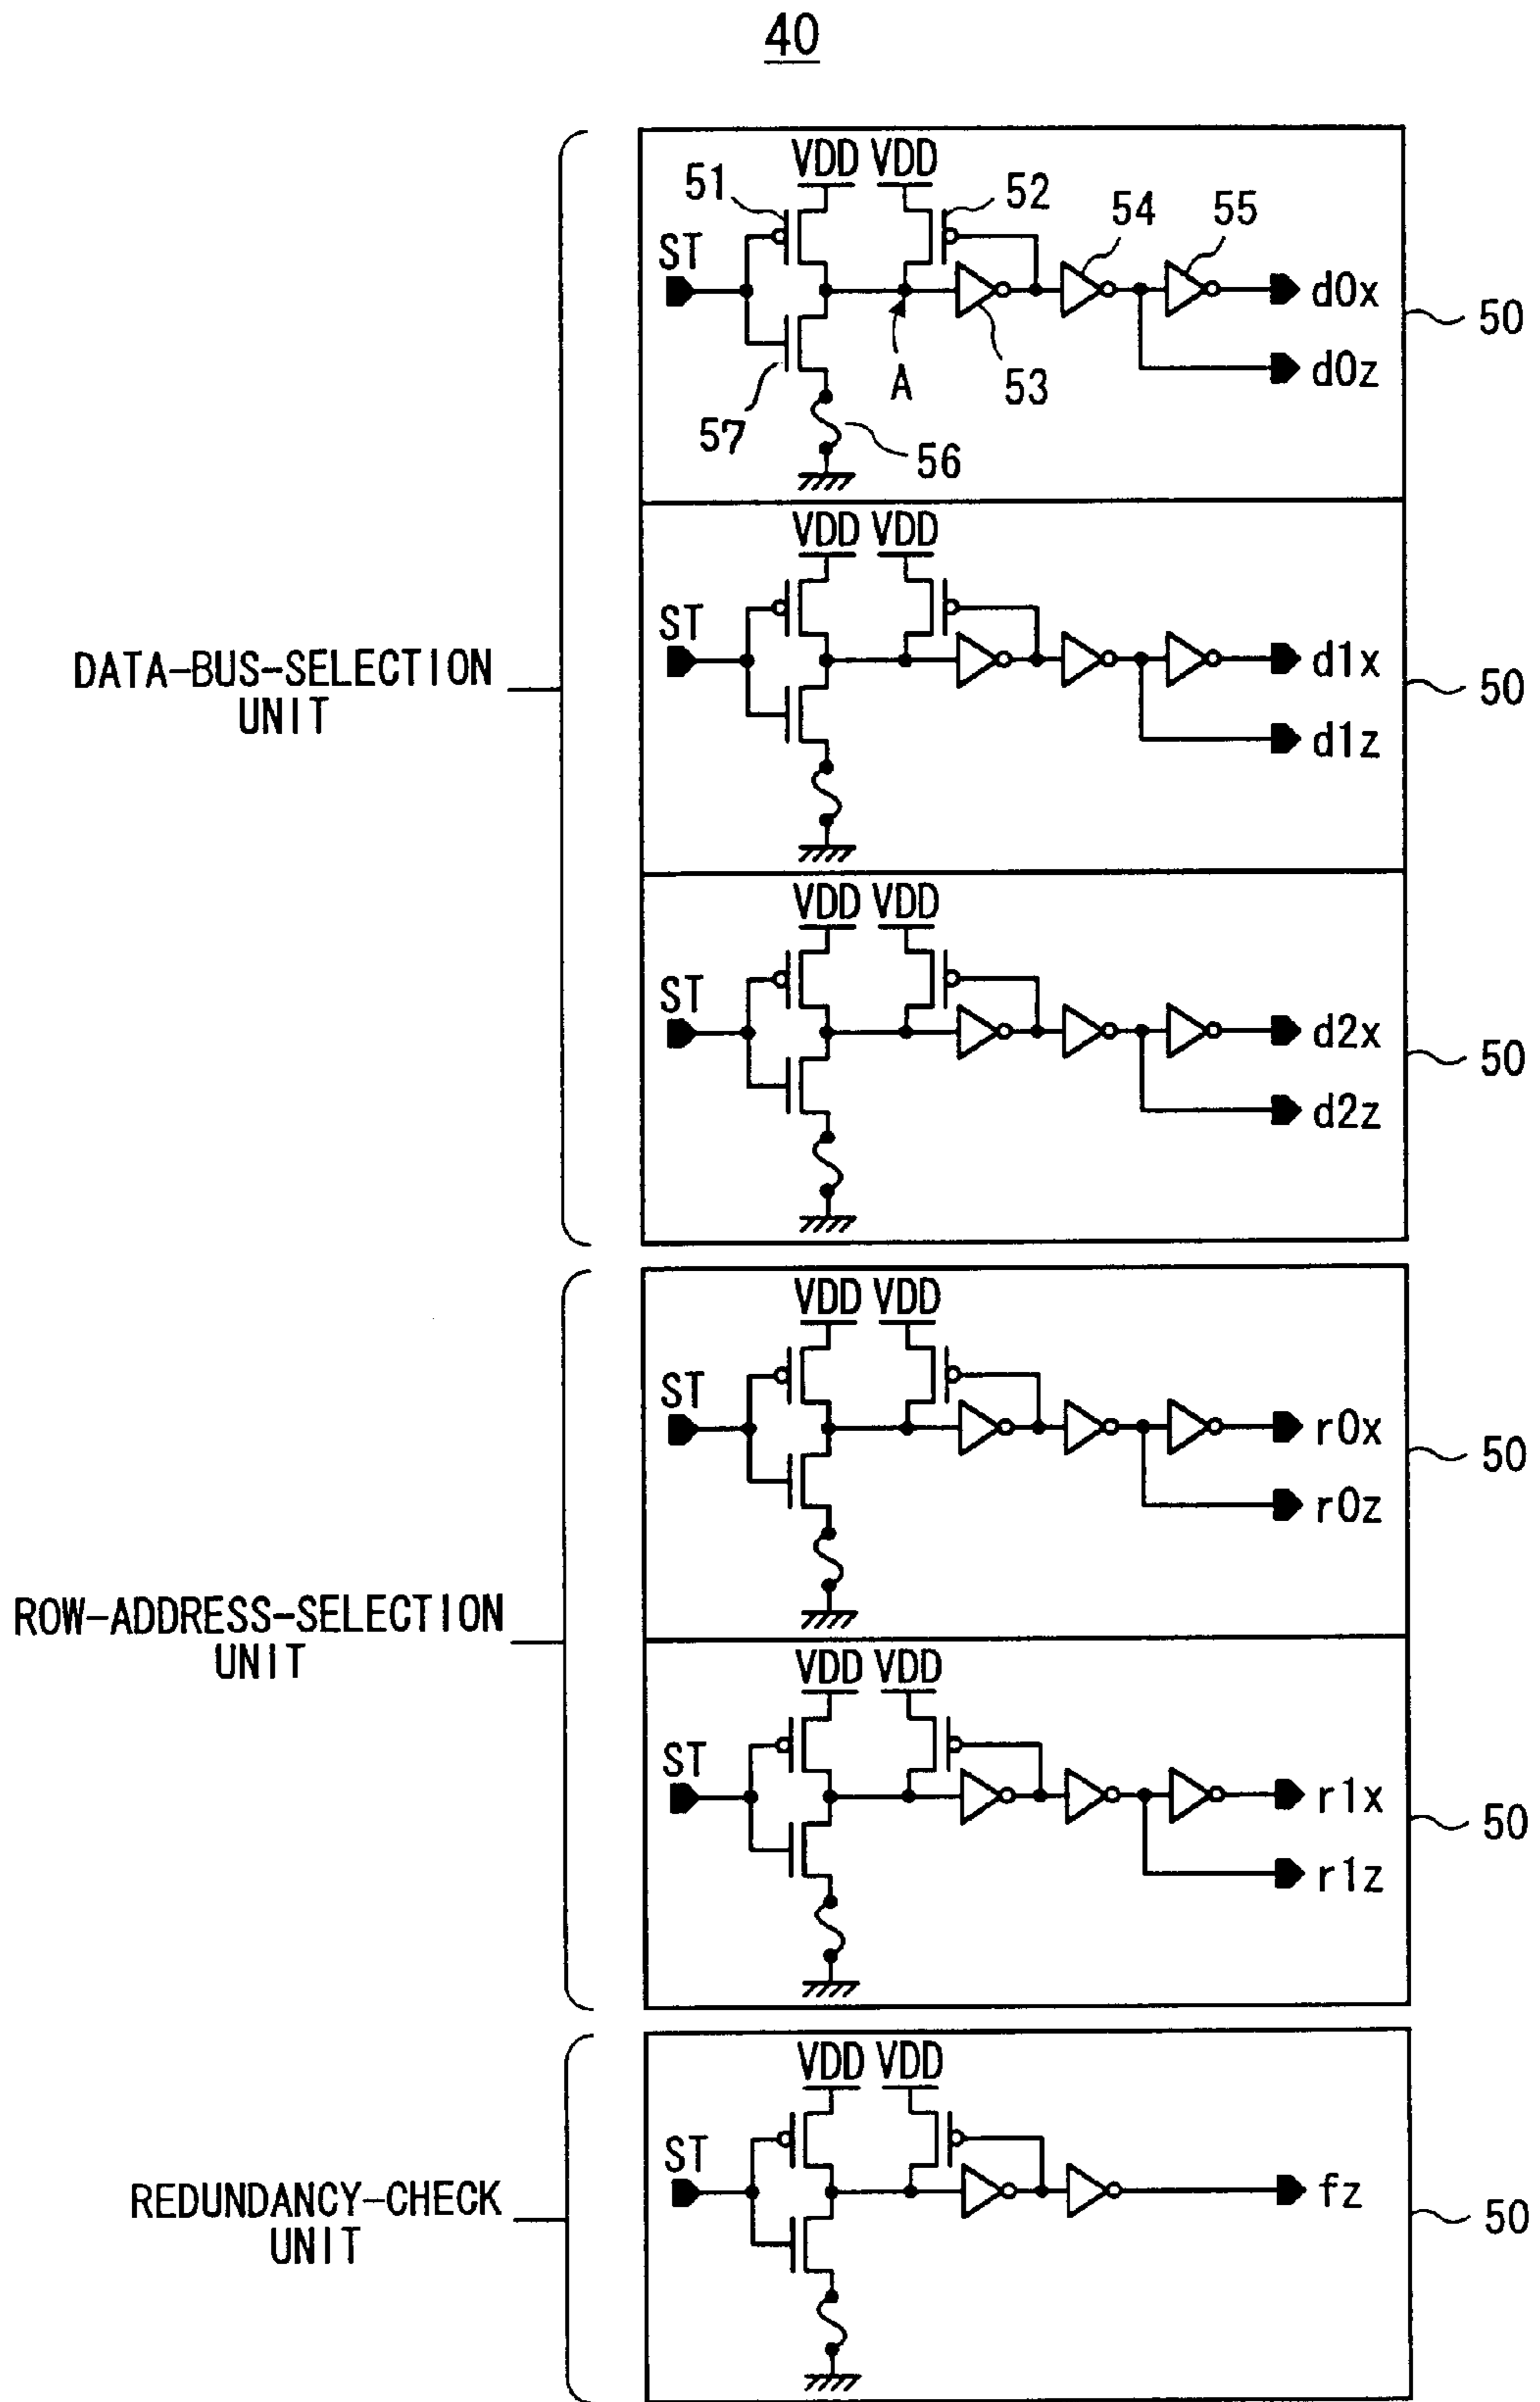 40
VDD VDD
51
52
54
55
ST
d0x
50
A
53
d0z
57
56
VDD VDD
ST
d1x
50
d1z
DATA-BUS-SELECTION
UNIT
VDD VDD
ST
d2x
50
d2z
VDD VDD
ST
r0x
50
r0z
ROW-ADDRESS-SELECTION
UNIT
VDD VDD
ST
r1x
50
r1z
VDD VDD
ST
fz
50
REDUNDANCY-CHECK
UNIT